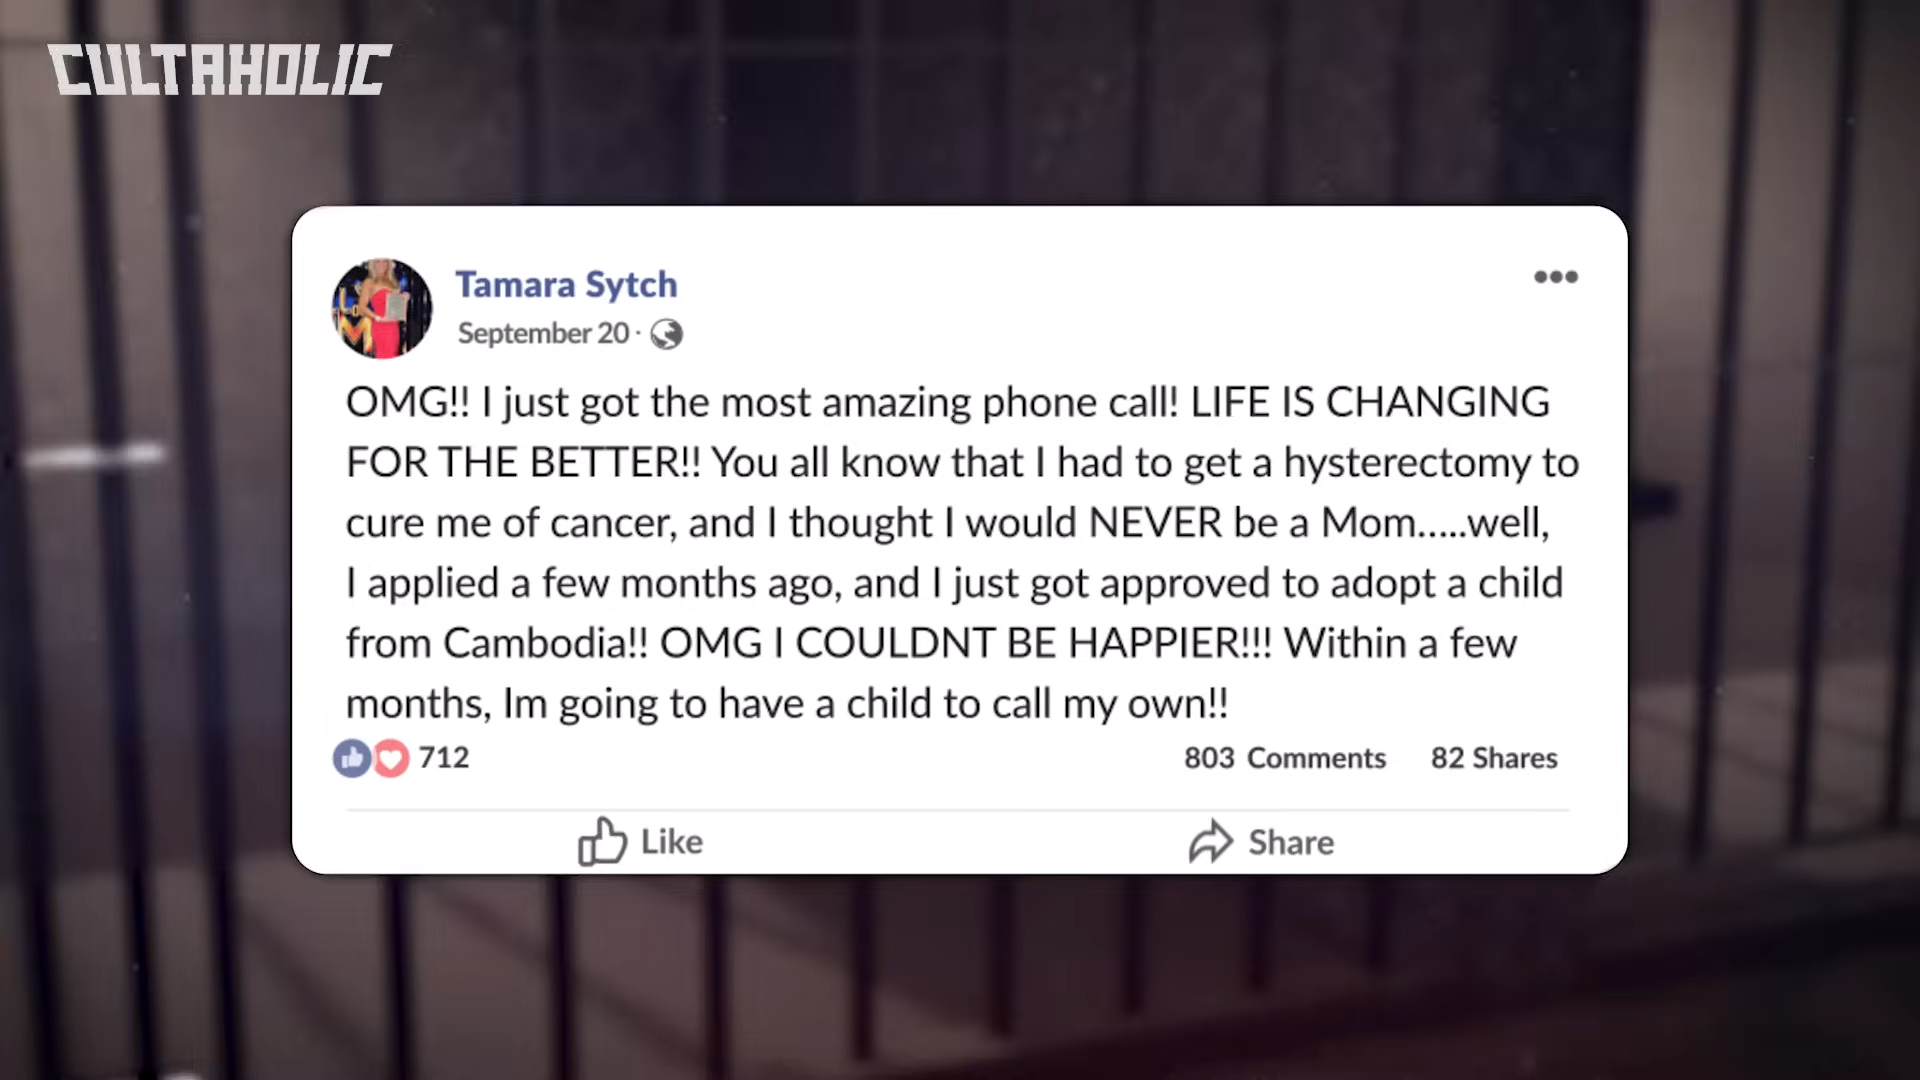 CULTAHOLIC
Tamara Sytch
September 20 ·
OMG!! I just got the most amazing phone call! LIFE IS CHANGING
FOR THE BETTER!! You all know that I had to get a hysterectomy to
cure me of cancer, and I thought I would NEVER be a Mom.....well,
I applied a few months ago, and I just got approved to adopt a child
from Cambodia!! OMG I COULDNT BE HAPPIER!!! Within a few
months, Im going to have a child to call my own!!
712
803 Comments 82 Shares
Like Share